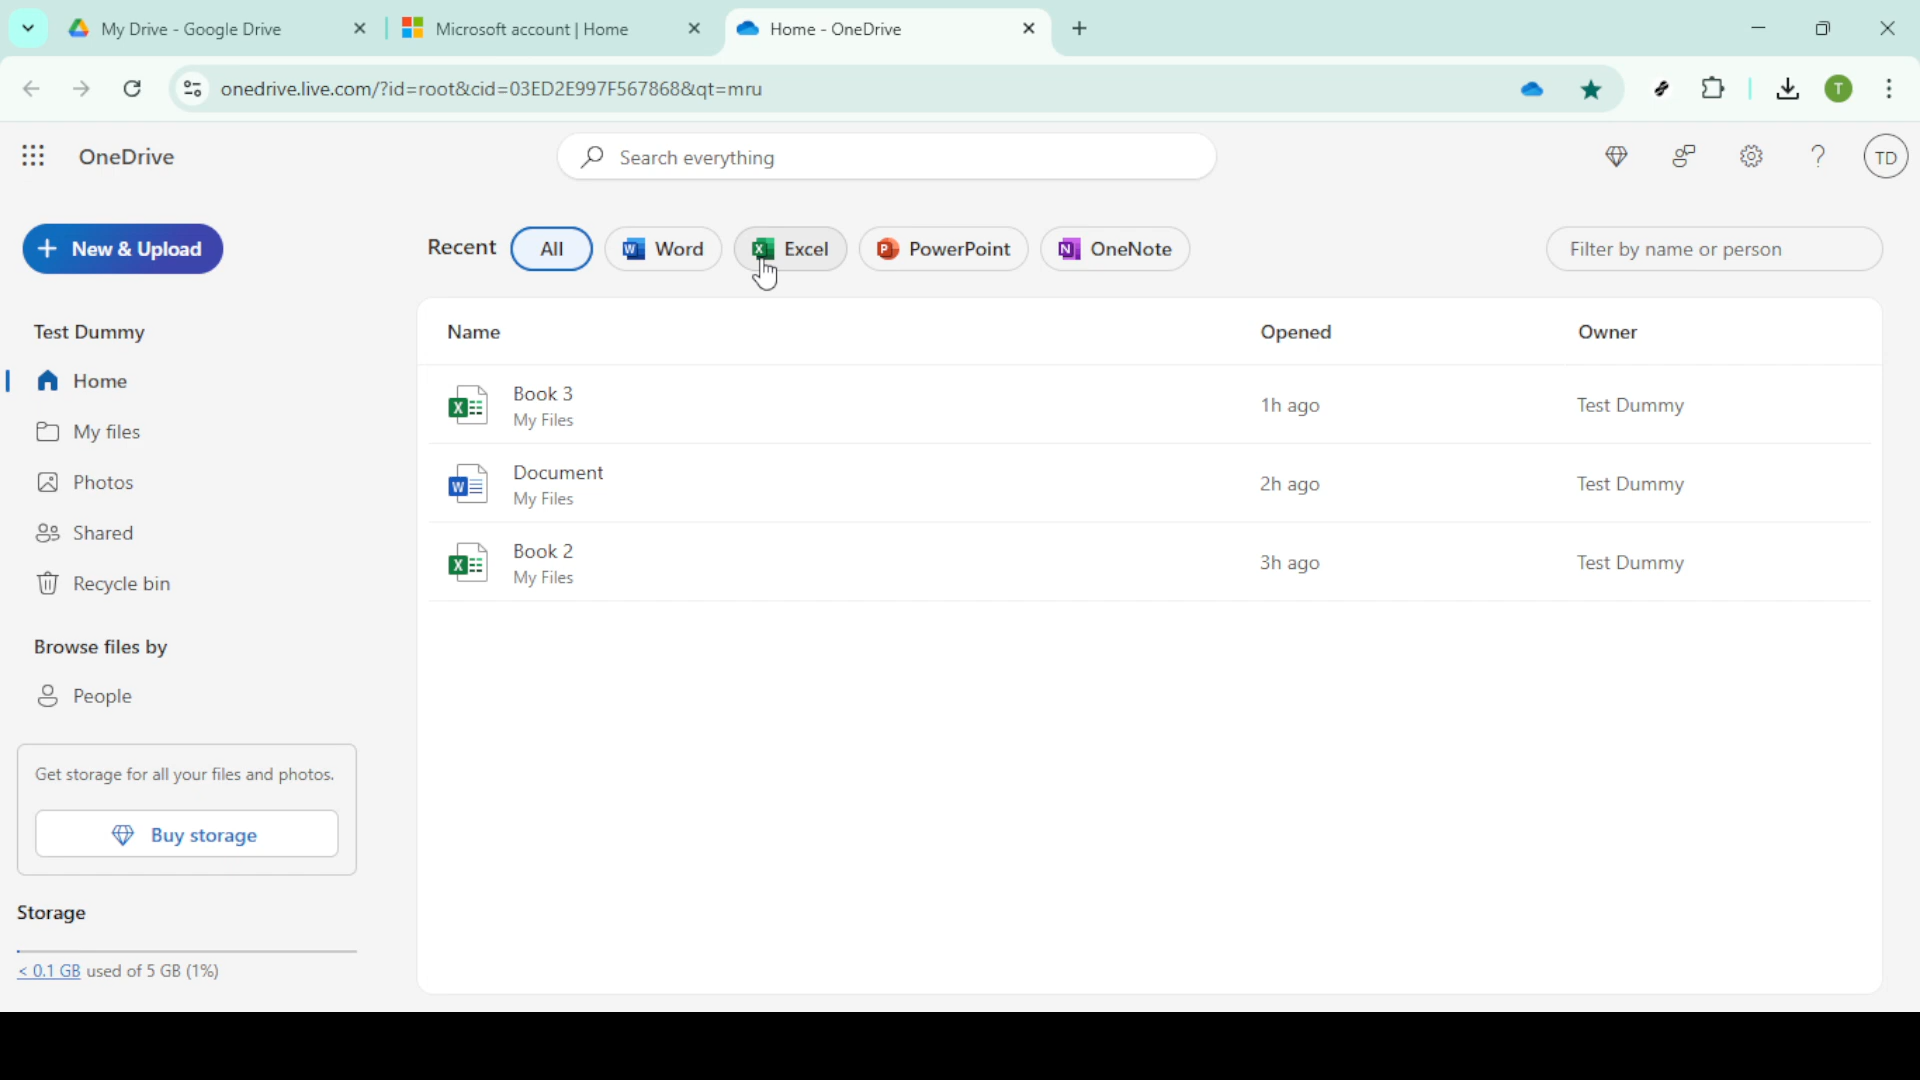 My Drive - Google Drive
Microsoft account | Home
Home - OneDrive
onedrive.live.com/?id=root&cid=03ED2E997F567868&qt=mru
T
OneDrive
Search everything
TD
+ New & Upload
Recent
All
Word
Excel
PowerPoint
OneNote
Filter by name or person
Test Dummy
Home
My files
Photos
Shared
Recycle bin
Browse files by
People
Get storage for all your files and photos.
Buy storage
Storage
< 0.1 GB used of 5 GB (1%)
Name Opened Owner
Book 3
My Files
1h ago
Test Dummy
Document
My Files
2h ago
Test Dummy
Book 2
My Files
3h ago
Test Dummy